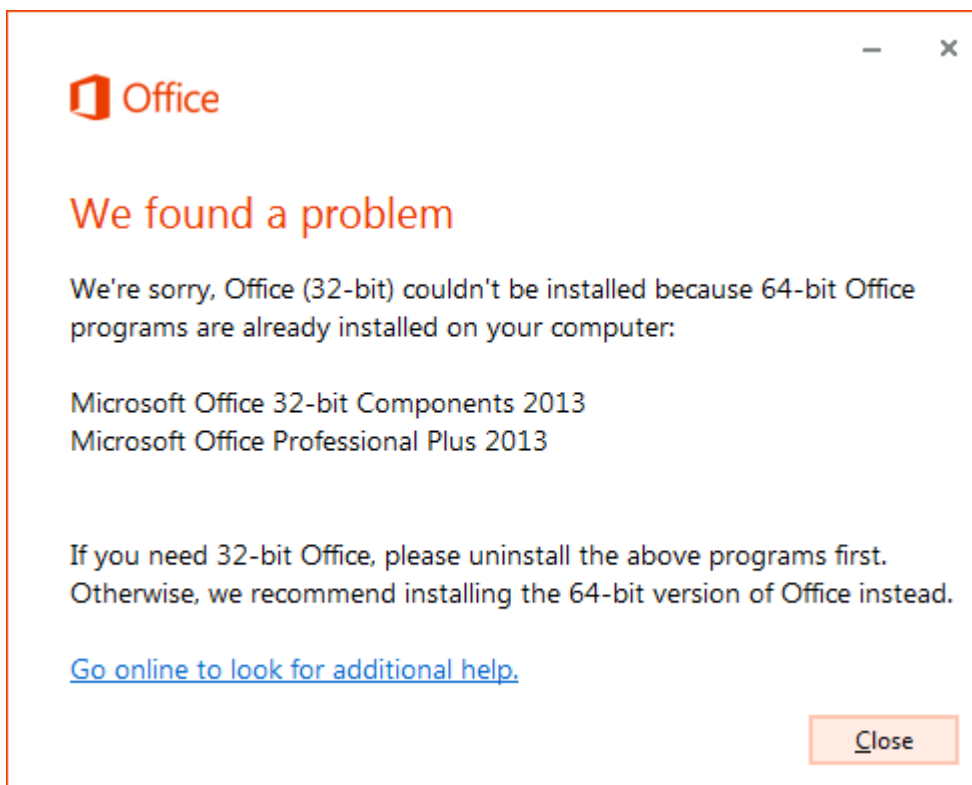 Office
We found a problem
We're sorry, Office (32-bit) couldn't be installed because 64-bit Office
programs are already installed on your computer:
Microsoft Office 32-bit Components 2013
Microsoft Office Professional Plus 2013
If you need 32-bit Office, please uninstall the above programs first.
Otherwise, we recommend installing the 64-bit version of Office instead.
Go online to look for additional help.
Close